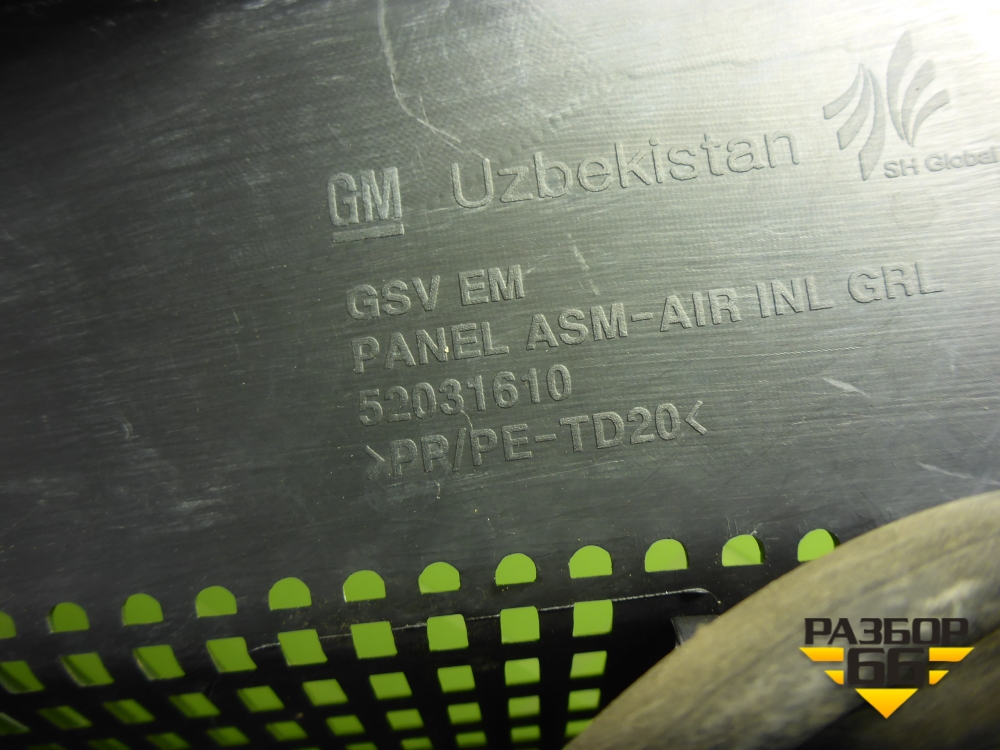 GM Uzbekistan
SH Global
GSV EM
PANEL ASM-AIR INL GRL
52031610
>PP/PE-TD20<
РАЗБОР
66